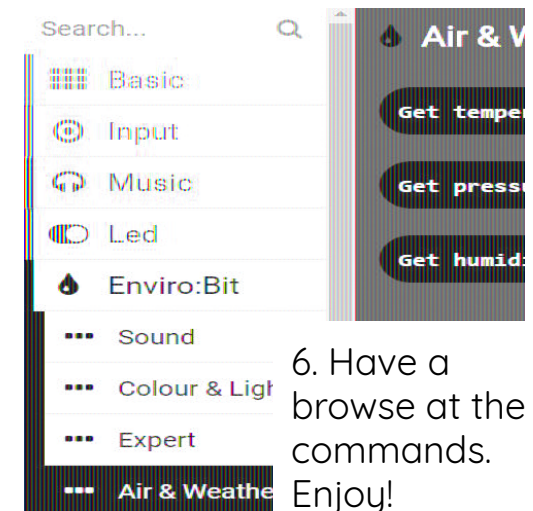 Search...
Basic
Input
Music
Led
Enviro:Bit
Sound
Colour & Ligh
Expert
Air & Weathe
Air & W
Get temper
Get pressu
Get humidi
6. Have a
browse at the
commands.
Enjoy!